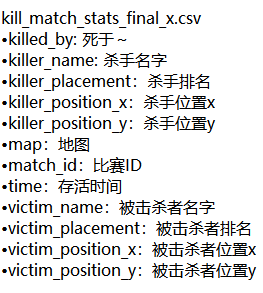 kill_match_stats_final_x.csv
•killed_by: 死于～
•killer_name: 杀手名字
•killer_placement：杀手排名
•killer_position_x：杀手位置x
•killer_position_y：杀手位置y
•map：地图
•match_id：比赛ID
•time：存活时间
•victim_name：被击杀者名字
•victim_placement：被击杀者排名
•victim_position_x：被击杀者位置x
•victim_position_y：被击杀者位置y